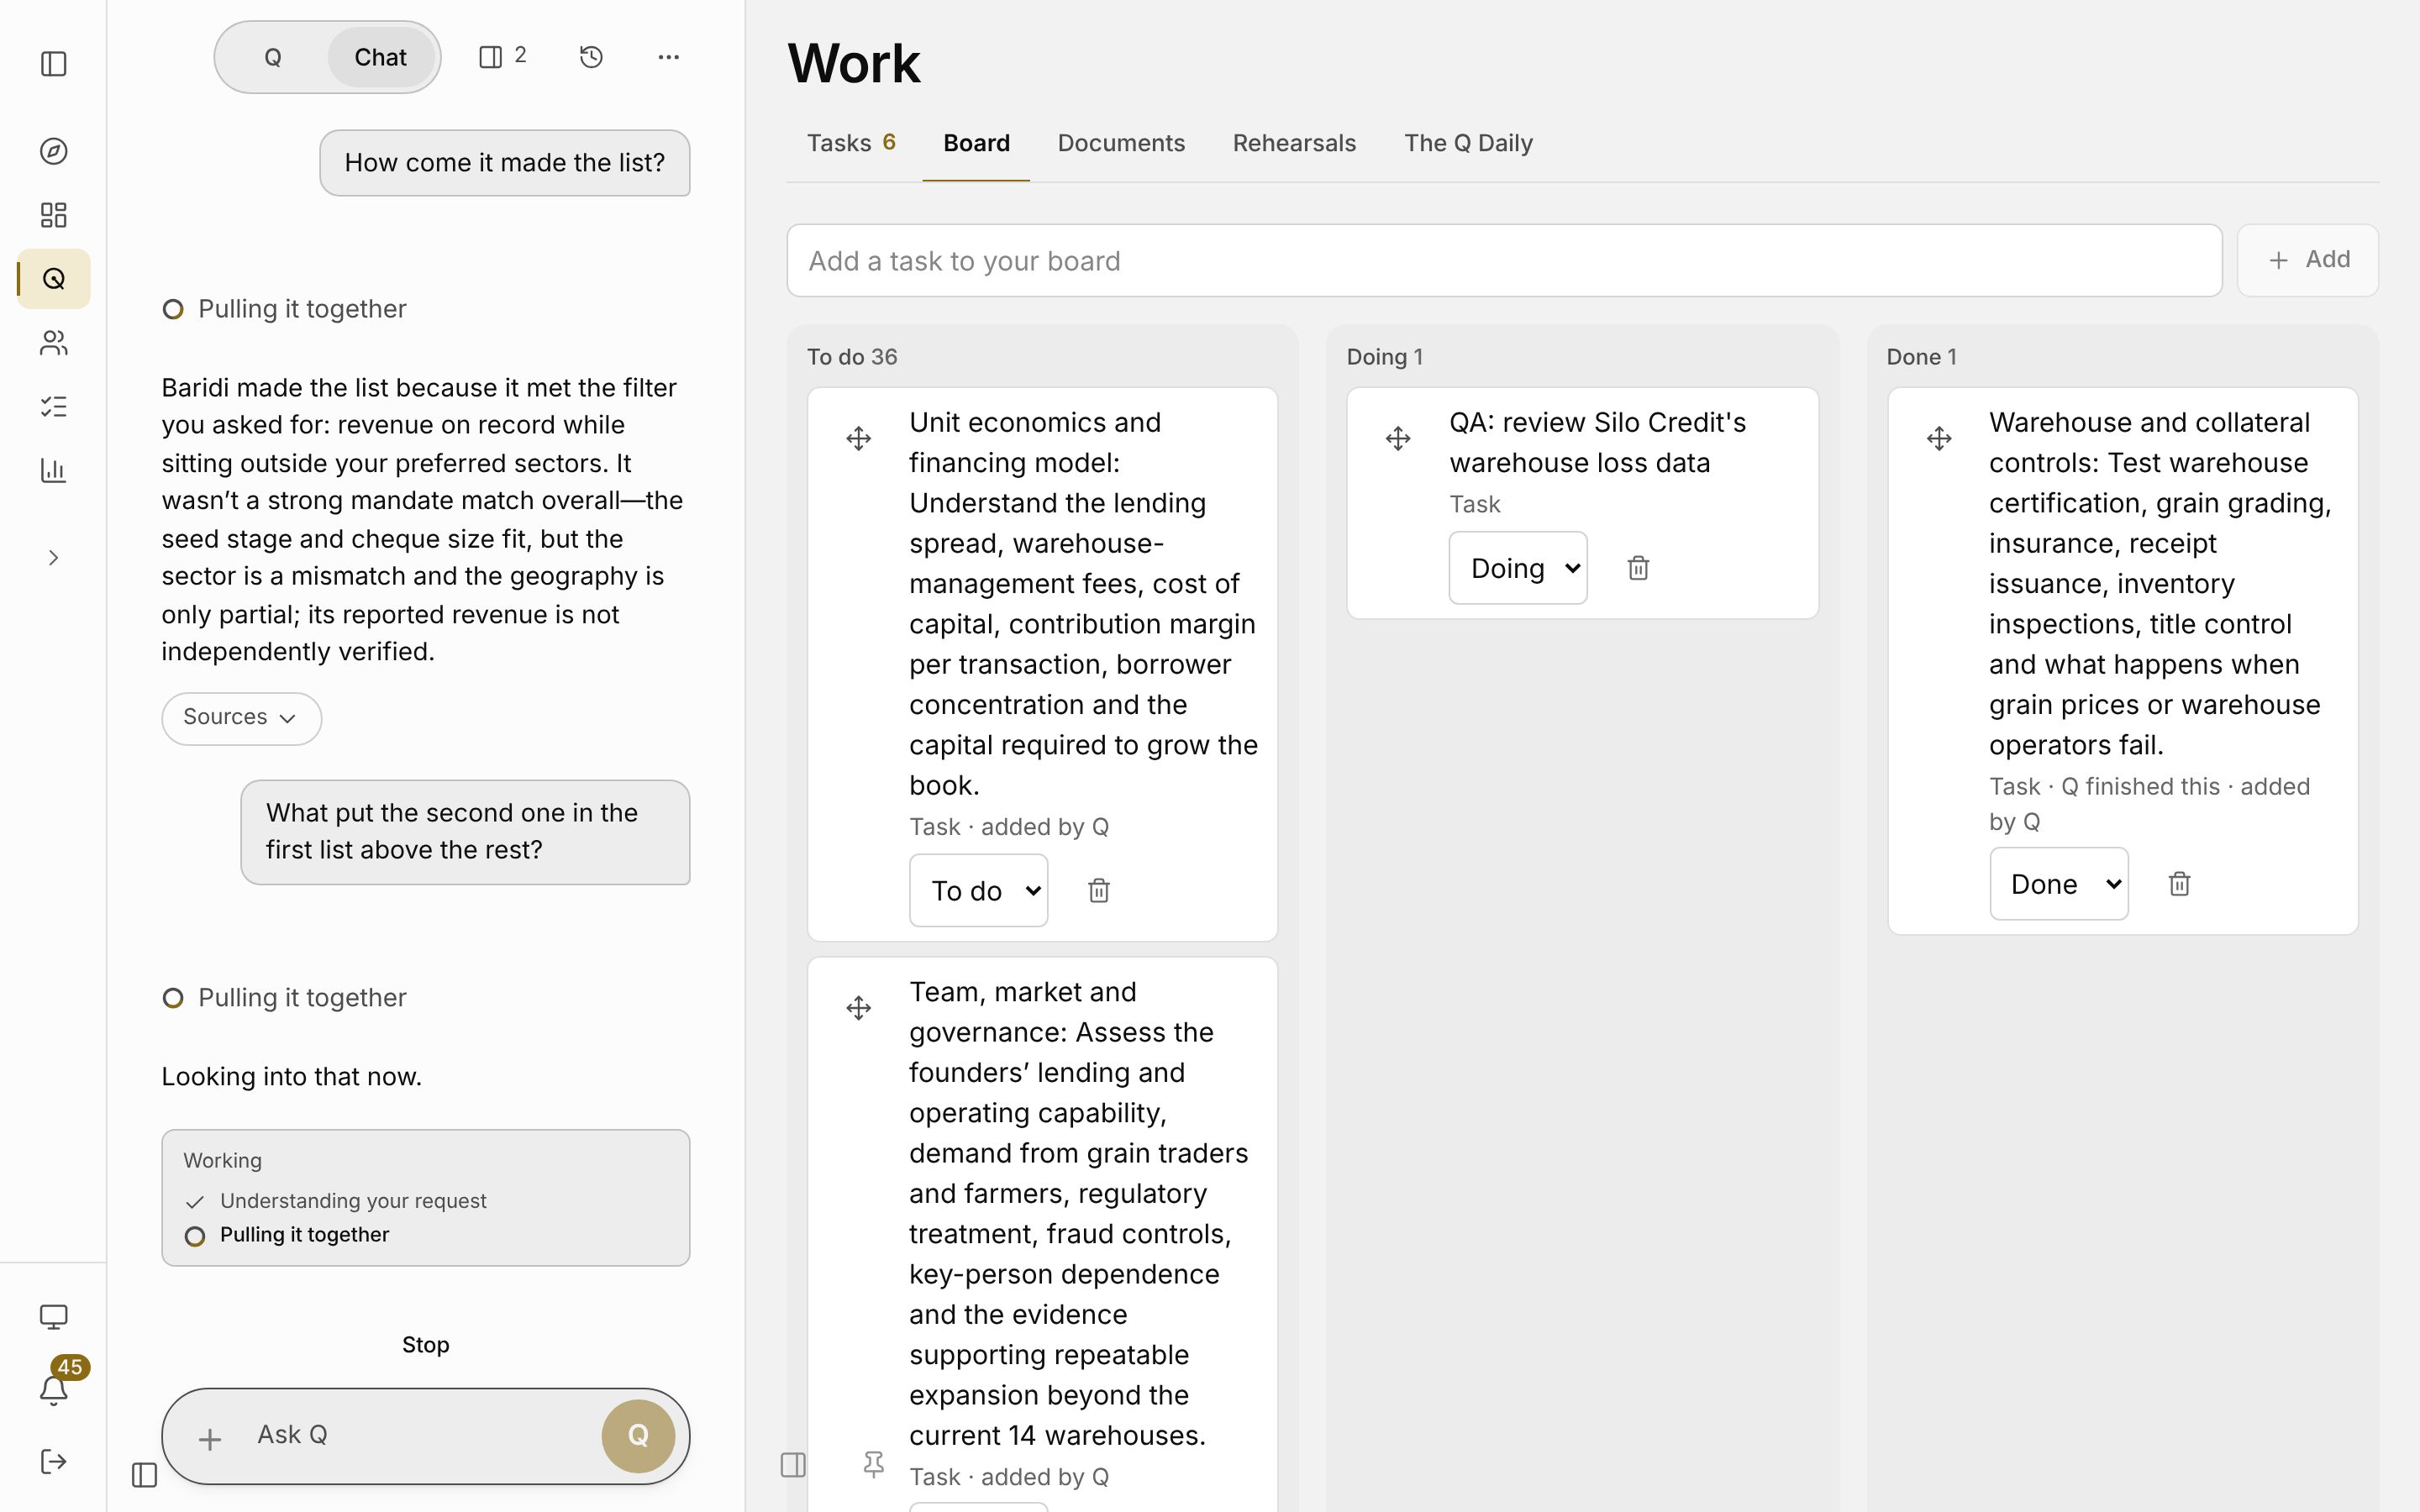 Q
Chat
2
How come it made the list?
Pulling it together
Baridi made the list because it met the filter
you asked for: revenue on record while
sitting outside your preferred sectors. It
wasn’t a strong mandate match overall—the
seed stage and cheque size fit, but the
sector is a mismatch and the geography is
only partial; its reported revenue is not
independently verified.
Sources
What put the second one in the
first list above the rest?
Pulling it together
Looking into that now.
Working
Understanding your request
Pulling it together
Stop
Ask Q
Q
Q
45
Work
Tasks 6
Board
Documents
Rehearsals
The Q Daily
Add a task to your board
Add
To do 36
Unit economics and
financing model:
Understand the lending
spread, warehouse-
management fees, cost of
capital, contribution margin
per transaction, borrower
concentration and the
capital required to grow the
book.
Task · added by Q
To do
Team, market and
governance: Assess the
founders’ lending and
operating capability,
demand from grain traders
and farmers, regulatory
treatment, fraud controls,
key-person dependence
and the evidence
supporting repeatable
expansion beyond the
current 14 warehouses.
Task · added by Q
Doing 1
QA: review Silo Credit's
warehouse loss data
Task
Doing
Done 1
Warehouse and collateral
controls: Test warehouse
certification, grain grading,
insurance, receipt
issuance, inventory
inspections, title control
and what happens when
grain prices or warehouse
operators fail.
Task · Q finished this · added
by Q
Done